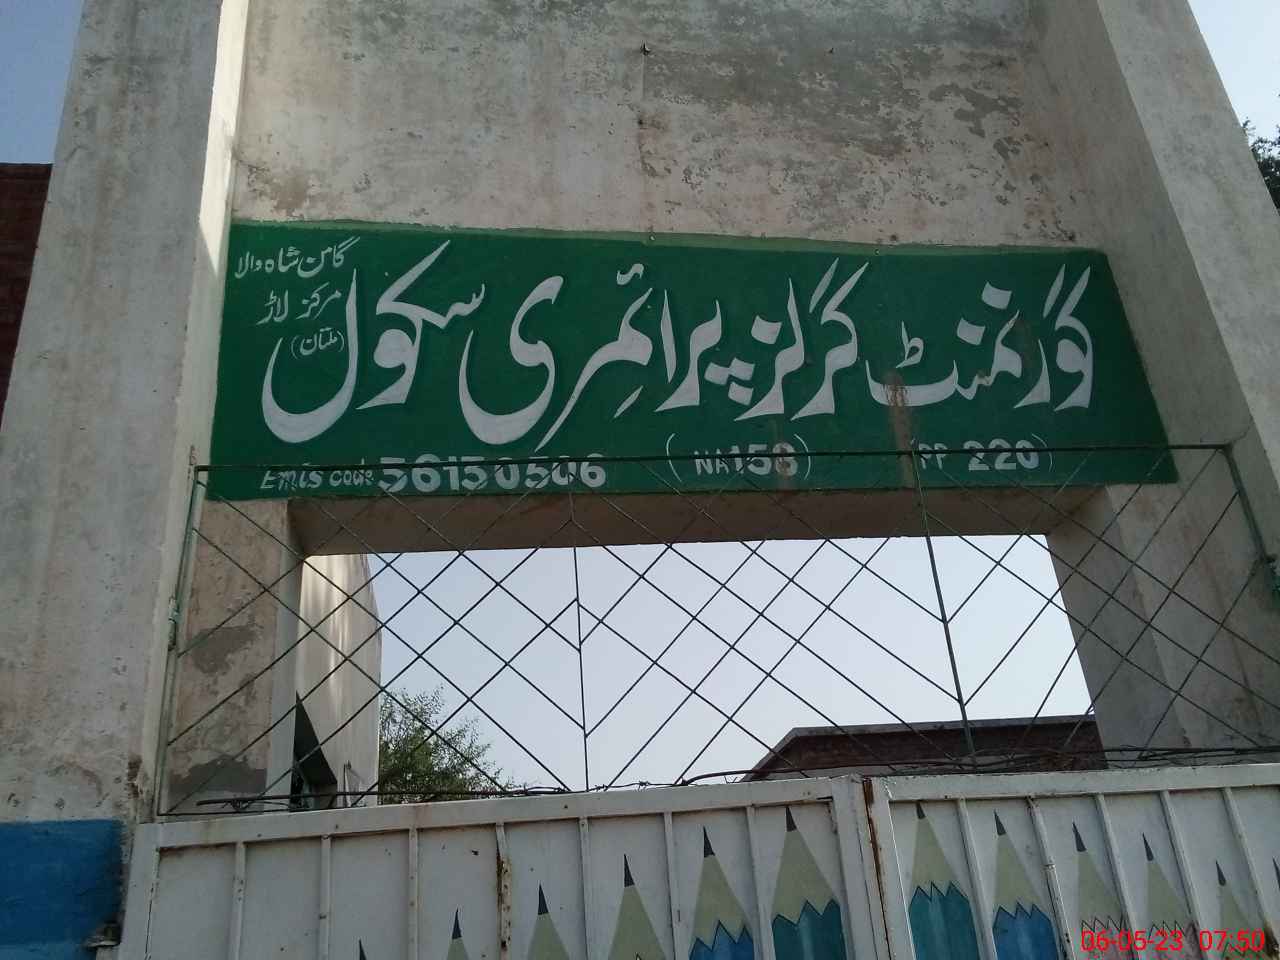 گورنمنٹ گرلز پرائمری سکول
گامن شاہ والا
مرکز لاڑ
(ملتان)
Emis code 36130506 (NA158) (PP 220)
06-05-23 07:50